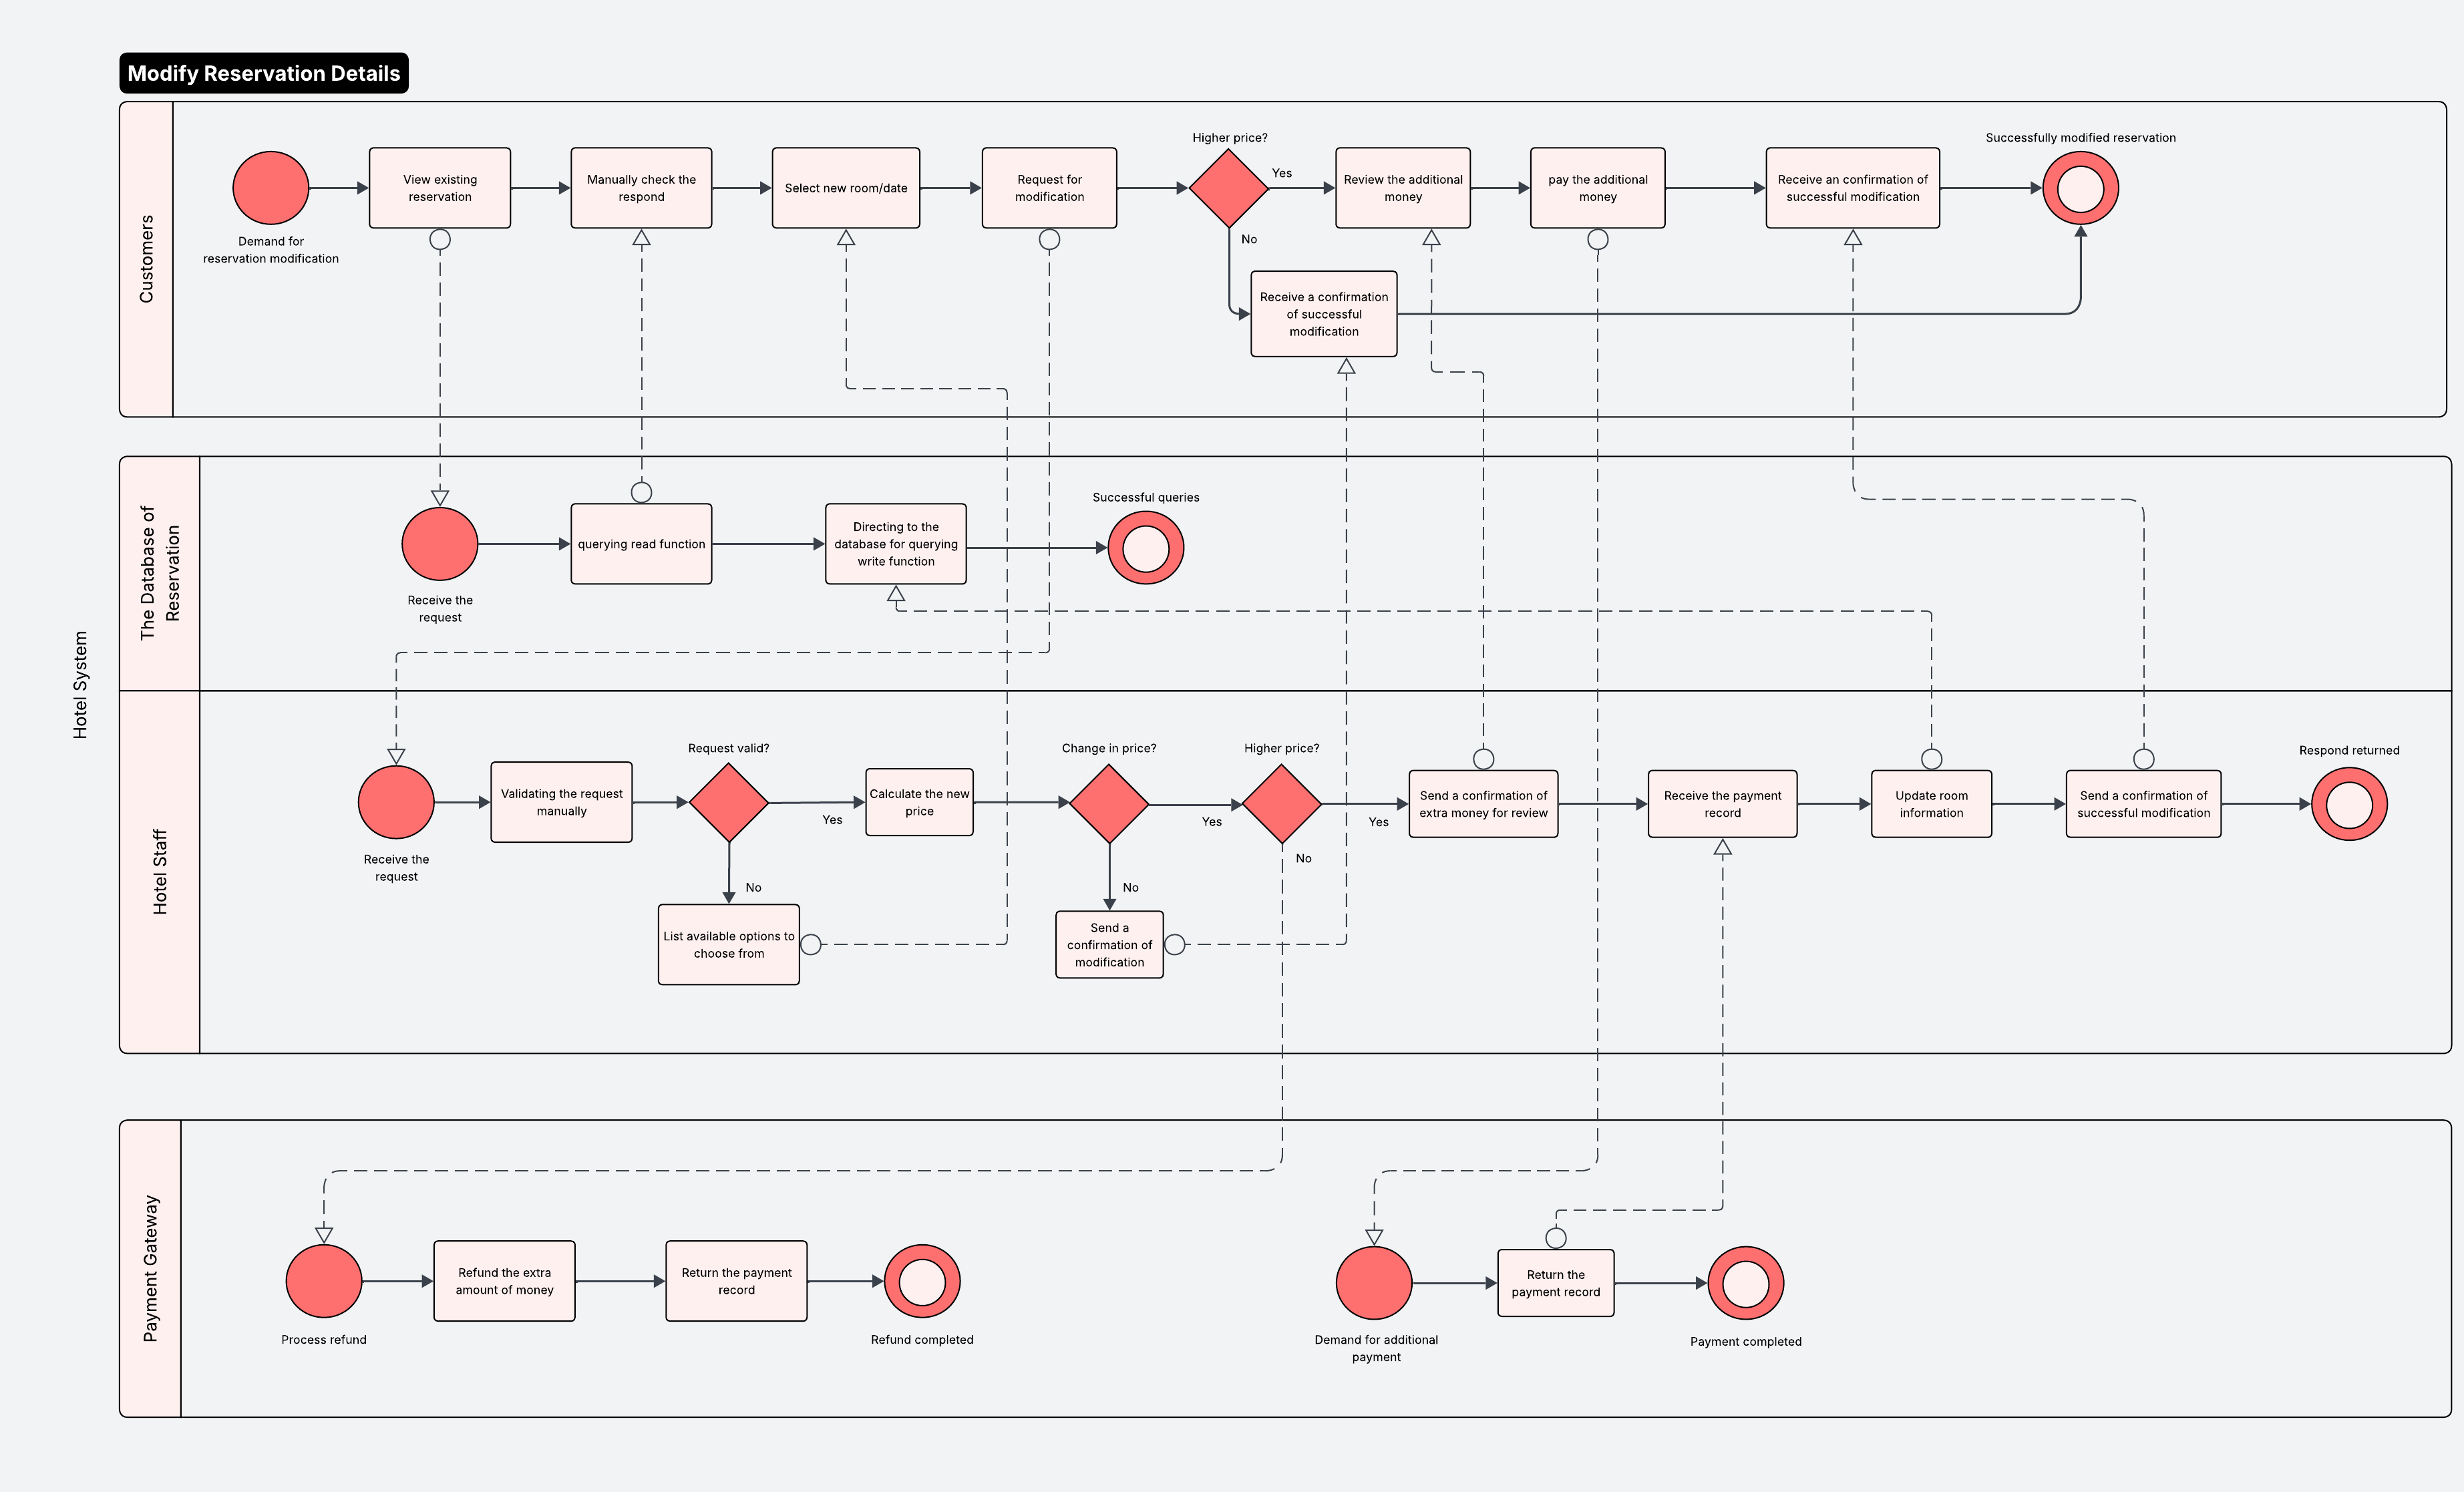 Modify Reservation Details
Customers
Demand for
reservation modification
View existing
reservation
Manually check the
respond
Select new room/date
Request for
modification
Higher price?
Yes
No
Review the additional
money
pay the additional
money
Receive an confirmation of
successful modification
Successfully modified reservation
Receive a confirmation
of successful
modification
Hotel System
The Database of
Reservation
Receive the
request
querying read function
Directing to the
database for querying
write function
Successful queries
Hotel Staff
Receive the
request
Validating the request
manually
Request valid?
Yes
No
List available options to
choose from
Calculate the new
price
Change in price?
Yes
No
Send a
confirmation of
modification
Higher price?
Yes
No
Send a confirmation of
extra money for review
Receive the payment
record
Update room
information
Send a confirmation of
successful modification
Respond returned
Payment Gateway
Process refund
Refund the extra
amount of money
Return the payment
record
Refund completed
Demand for additional
payment
Return the
payment record
Payment completed